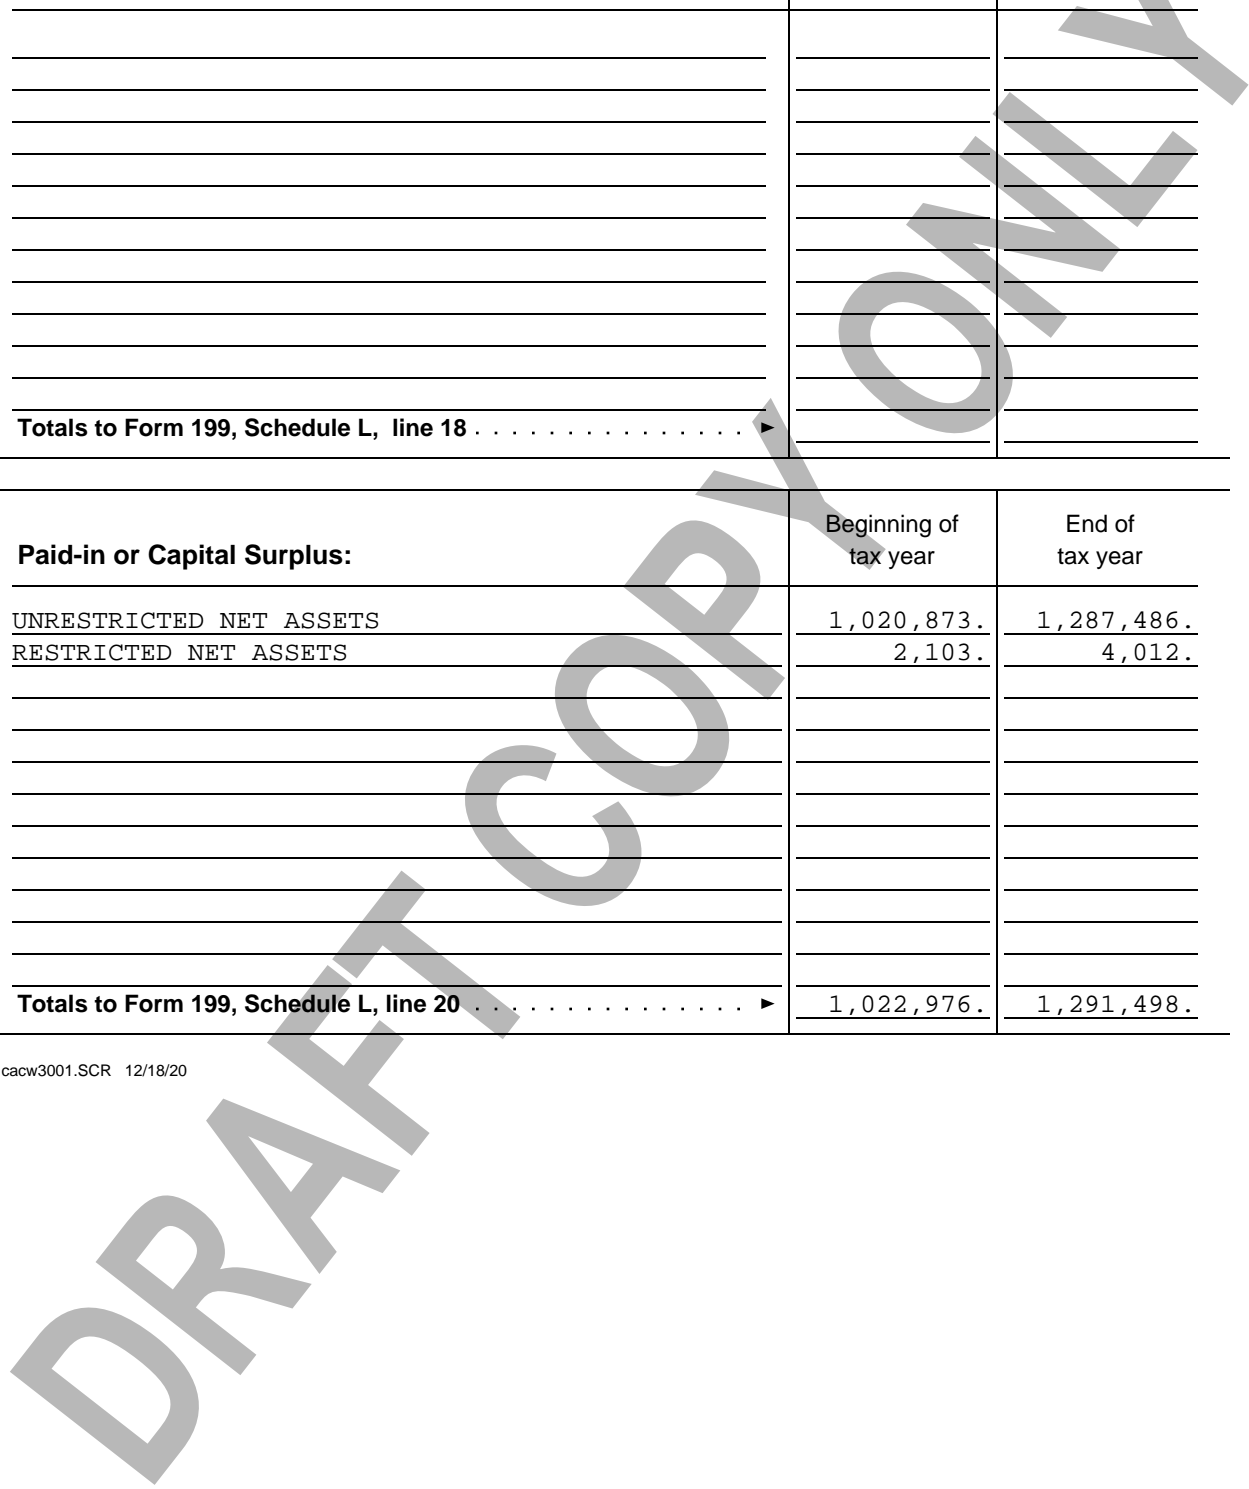 Totals to Form 199, Schedule L, line 18 . . . . . . . . . . . . . . . ►
Beginning of tax year
End of tax year
Paid-in or Capital Surplus:
UNRESTRICTED NET ASSETS 1,020,873. 1,287,486.
RESTRICTED NET ASSETS 2,103. 4,012.
Totals to Form 199, Schedule L, line 20 . . . . . . . . . . . . . . . ► 1,022,976. 1,291,498.
cacw3001.SCR 12/18/20
DRAFT COPY ONLY